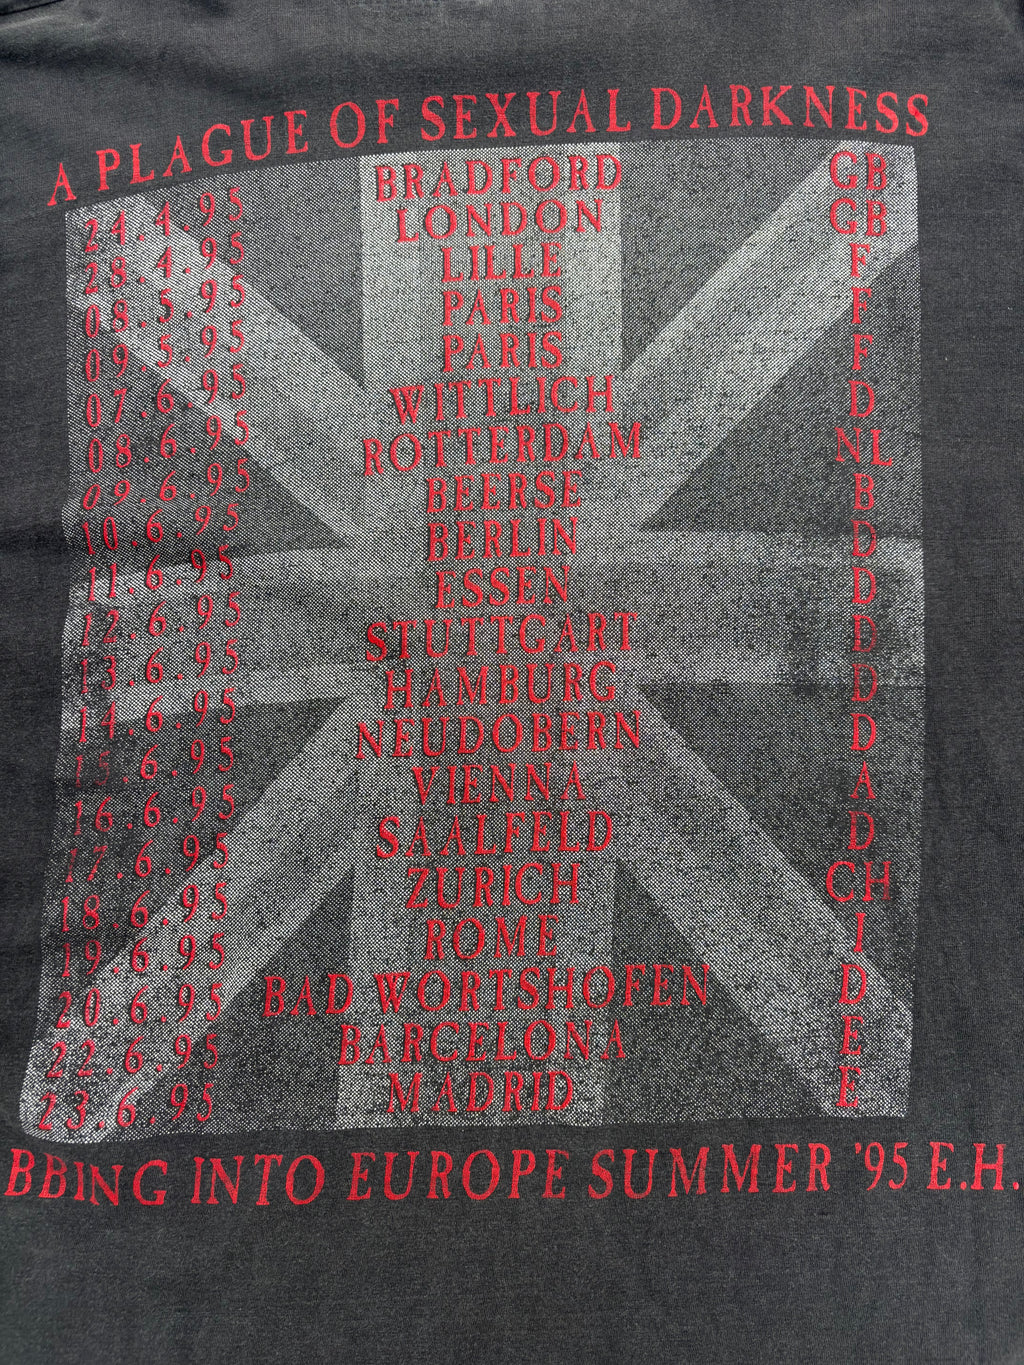 A PLAGUE OF SEXUAL DARKNESS
24.4.95 BRADFORD GB
28.4.95 LONDON GB
08.5.95 LILLE F
09.5.95 PARIS F
07.6.95 PARIS F
08.6.95 WITTLICH D
09.6.95 ROTTERDAM NL
10.6.95 BEERSE B
11.6.95 BERLIN D
12.6.95 ESSEN D
13.6.95 STUTTGART D
14.6.95 HAMBURG D
15.6.95 NEUDOBERN D
16.6.95 VIENNA A
17.6.95 SAALFELD D
18.6.95 ZURICH CH
19.6.95 ROME I
20.6.95 BAD WORTSHOFEN D
22.6.95 BARCELONA E
23.6.95 MADRID E
BBING INTO EUROPE SUMMER '95 E.H.